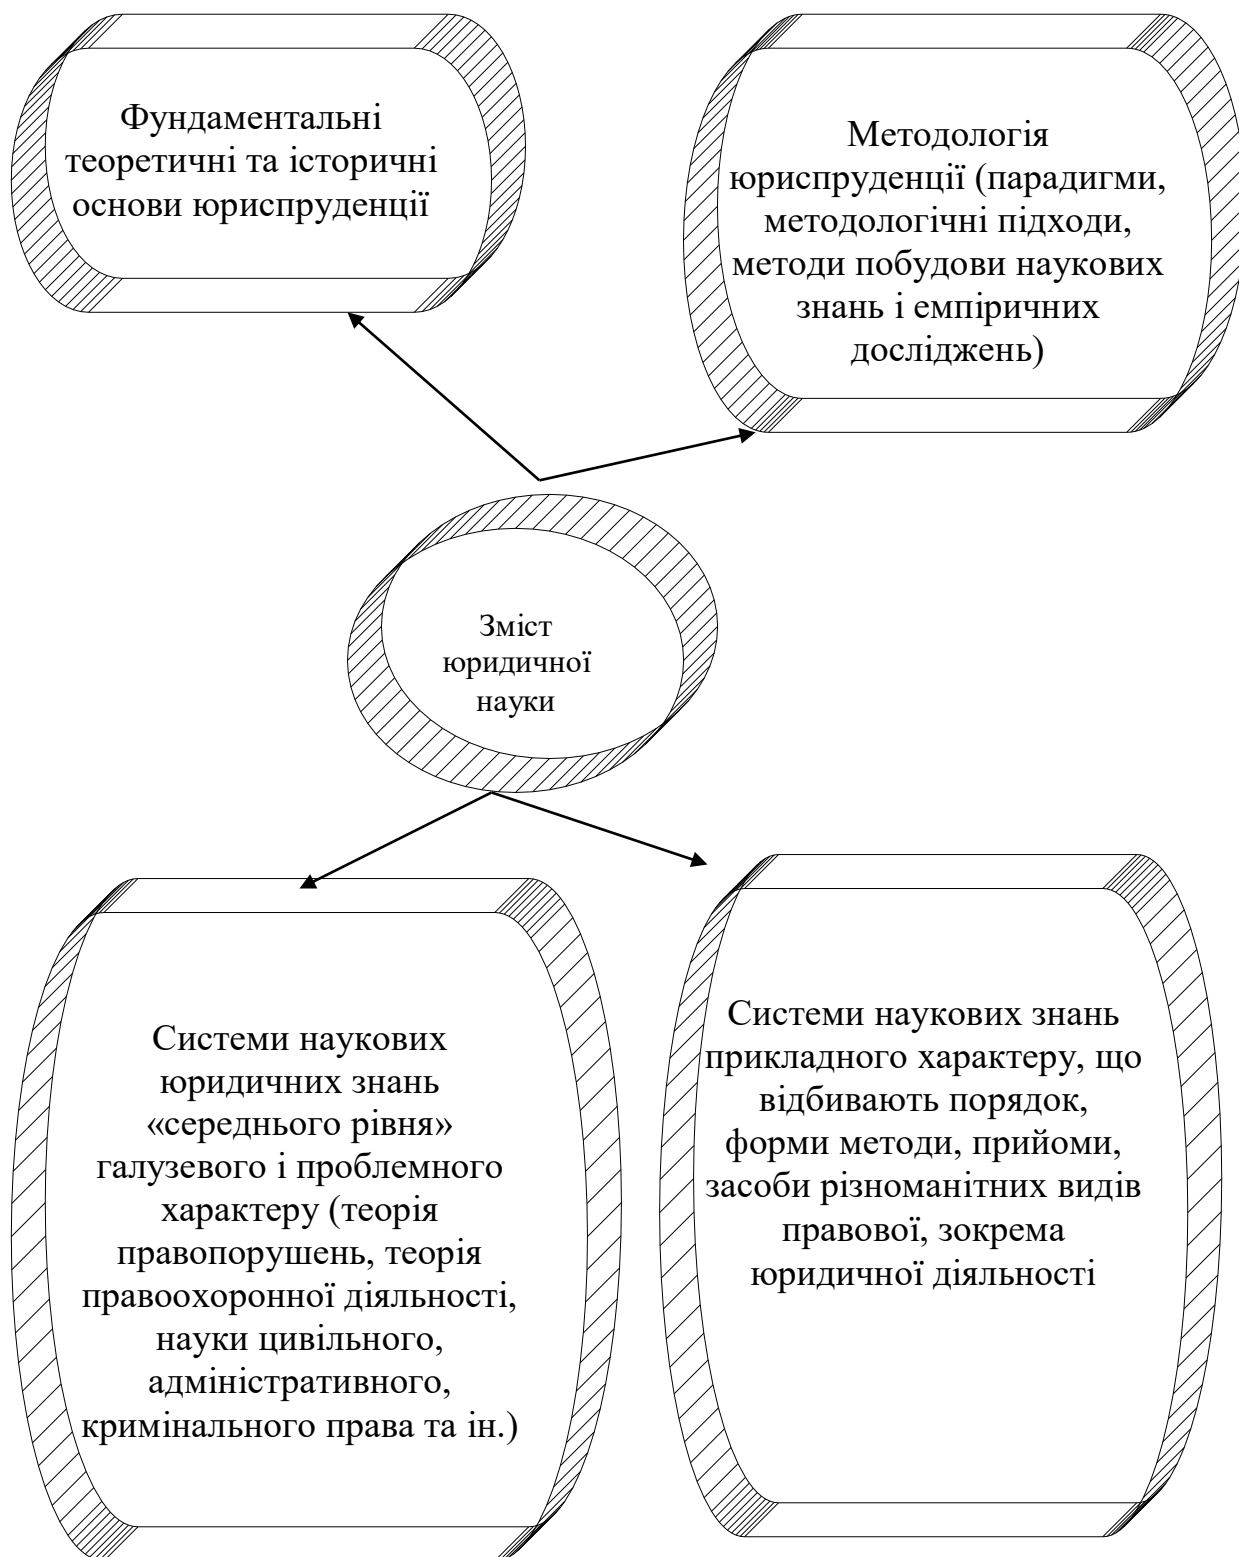 Фундаментальні
теоретичні та історичні
основи юриспруденції
Методологія
юриспруденції (парадигми,
методологічні підходи,
методи побудови наукових
знань і емпіричних
досліджень)
Зміст
юридичної
науки
Системи наукових
юридичних знань
«середнього рівня»
галузевого і проблемного
характеру (теорія
правопорушень, теорія
правоохоронної діяльності,
науки цивільного,
адміністративного,
кримінального права та ін.)
Системи наукових знань
прикладного характеру, що
відбивають порядок,
форми методи, прийоми,
засоби різноманітних видів
правової, зокрема
юридичної діяльності